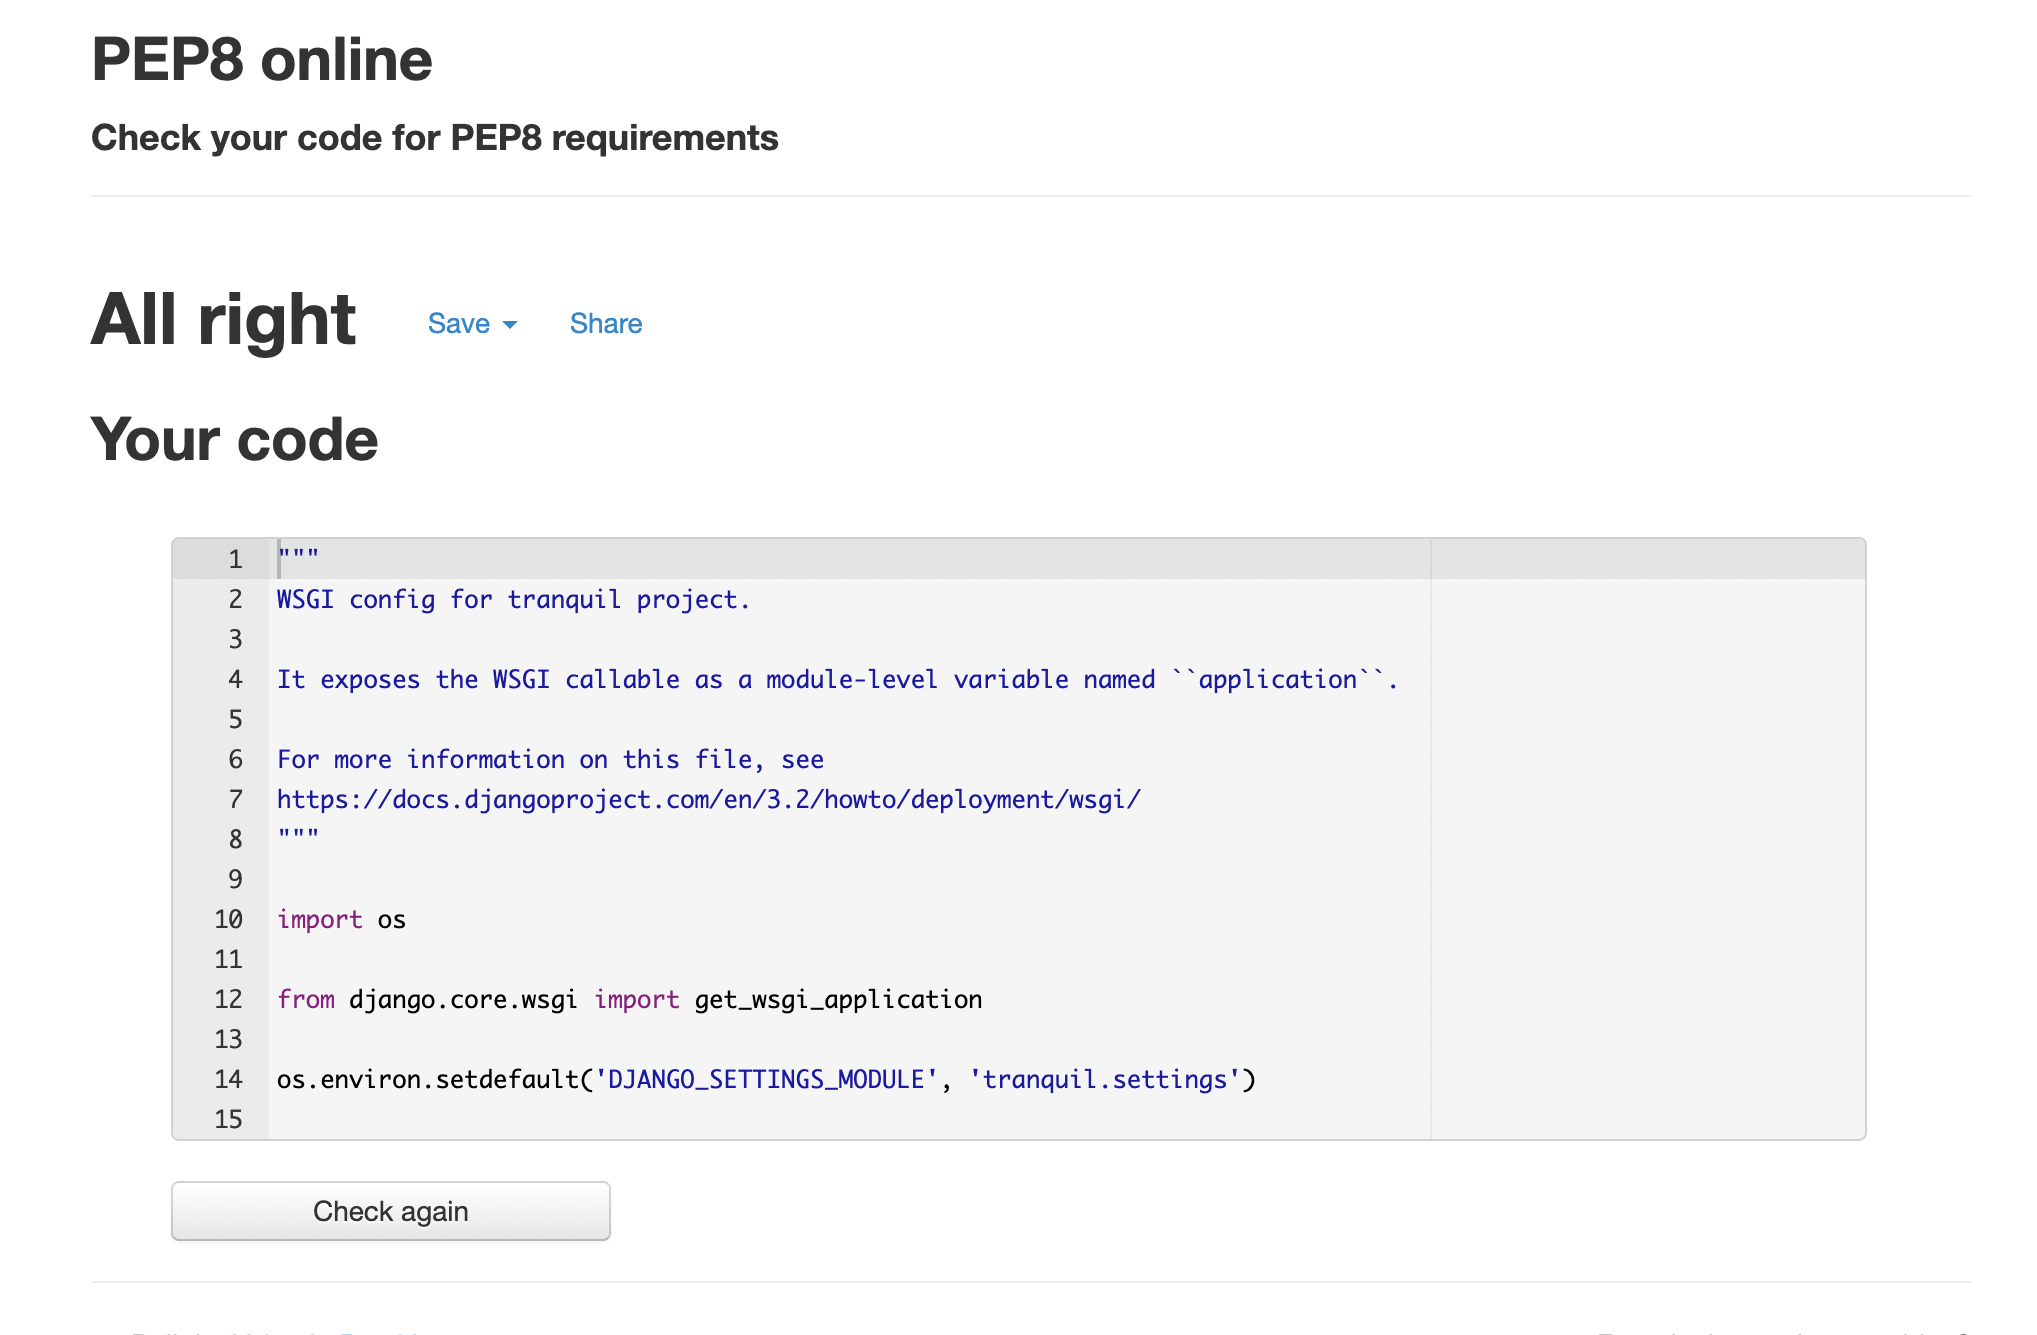 PEP8 online
Check your code for PEP8 requirements
All right Save Share
Your code
1 """
2 WSGI config for tranquil project.
3
4 It exposes the WSGI callable as a module-level variable named ``application``.
5
6 For more information on this file, see
7 https://docs.djangoproject.com/en/3.2/howto/deployment/wsgi/
8 """
9
10 import os
11
12 from django.core.wsgi import get_wsgi_application
13
14 os.environ.setdefault('DJANGO_SETTINGS_MODULE', 'tranquil.settings')
15
Check again